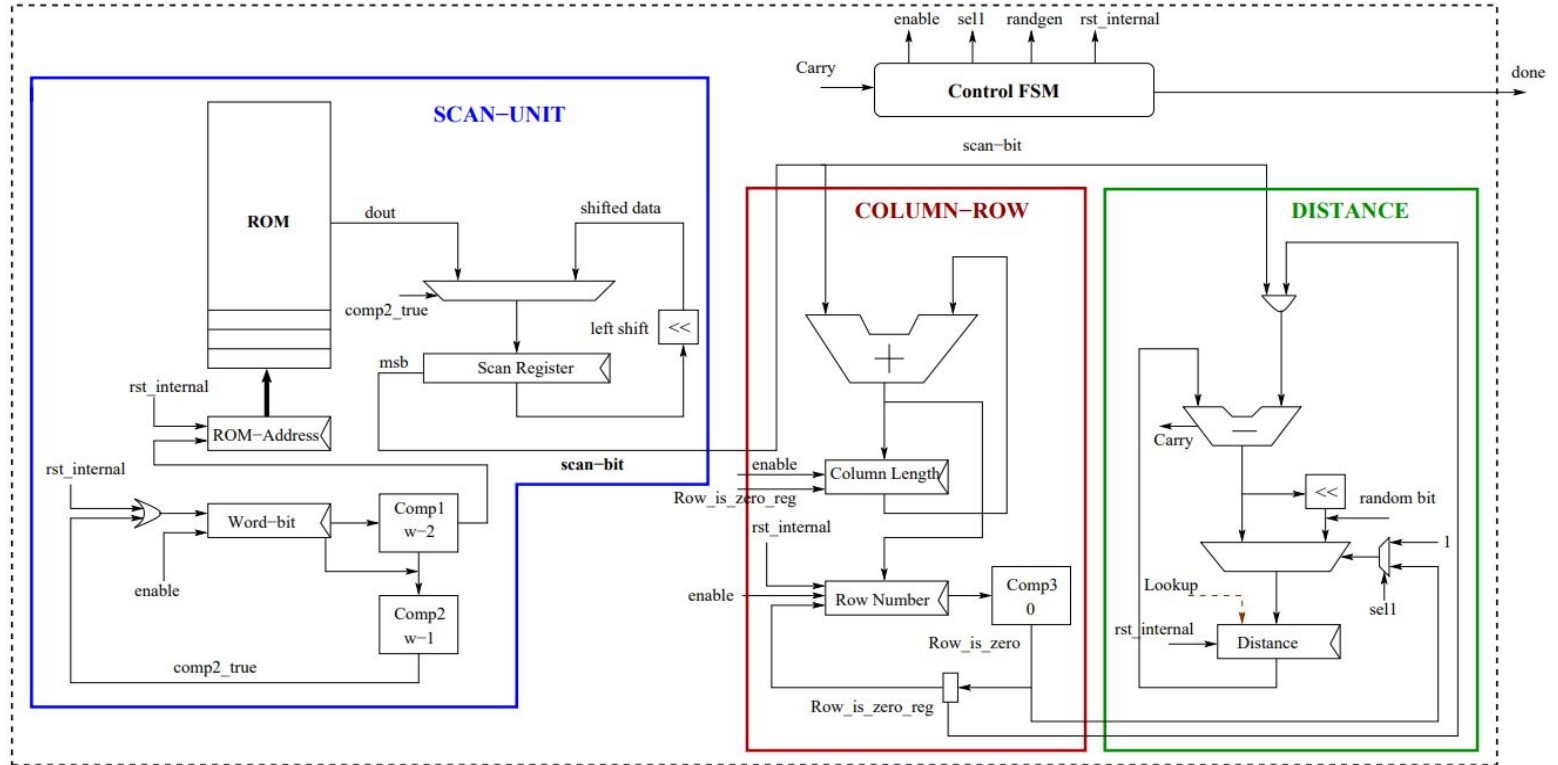 enable sel1 randgen rst_internal
Carry
Control FSM
done
SCAN−UNIT
ROM
dout
shifted data
comp2_true
left shift
<<
msb
Scan Register
rst_internal
ROM−Address
rst_internal
scan−bit
Word−bit
Comp1
w−2
enable
Comp2
w−1
comp2_true
scan−bit
COLUMN−ROW
+
enable
Column Length
Row_is_zero_reg
rst_internal
enable
Row Number
Comp3
0
Row_is_zero
Row_is_zero_reg
DISTANCE
−
Carry
<<
random bit
1
Lookup
sel1
rst_internal
Distance